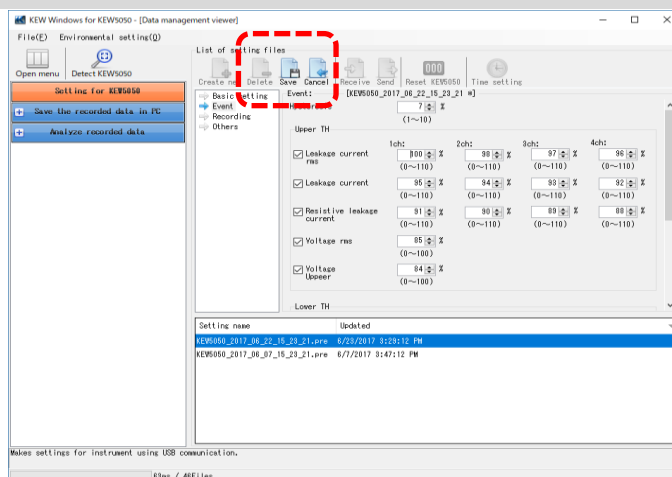 KEW Windows for KEW5050 - [Data management viewer]
File(F) Environmental setting(O)
Open menu Detect KEW5050
List of setting files
Create new Delete Save Cancel Receive Send Reset KEW5050 Time setting
Setting for KEW5050
Save the recorded data in PC
Analyze recorded data
Basic setting
Event
Recording
Others
Event: [KEW5050_2017_06_22_15_23_21 *]
7 %
(1~10)
Upper TH
1ch: 2ch: 3ch: 4ch:
Leakage current rms 100 % 98 % 97 % 96 %
(0~110) (0~110) (0~110) (0~110)
Leakage current 95 % 94 % 93 % 92 %
(0~110) (0~110) (0~110) (0~110)
Resistive leakage current 91 % 90 % 89 % 88 %
(0~110) (0~110) (0~110) (0~110)
Voltage rms 85 %
(0~100)
Voltage Uppeer 84 %
(0~100)
Lower TH
Setting name Updated
KEW5050_2017_06_22_15_23_21.pre 6/23/2017 3:29:12 PM
KEW5050_2017_06_07_15_23_21.pre 6/7/2017 3:47:12 PM
Makes settings for instrument using USB communication.
63ms / 46Files